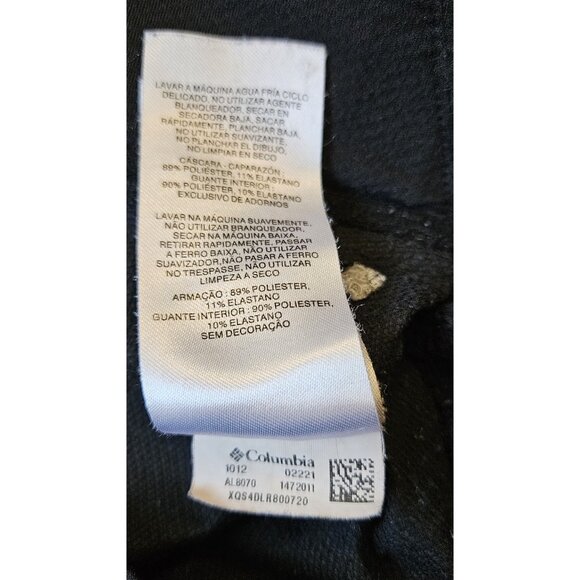 LAVAR A MÁQUINA AGUA FRÍA CICLO
DELICADO, NO UTILIZAR AGENTE
BLANQUEADOR, SECAR EN
SECADORA BAJA, SACAR
RÁPIDAMENTE, PLANCHAR BAJA,
NO UTILIZAR SUAVIZANTE,
NO PLANCHAR EL DIBUJO,
NO LIMPIAR EN SECO
CÁSCARA - CAPARAZÓN:
89% POLIÉSTER, 11% ELASTANO
GUANTE INTERIOR :
90% POLIÉSTER, 10% ELASTANO
EXCLUSIVO DE ADORNOS
LAVAR NA MÁQUINA SUAVEMENTE,
NÃO UTILIZAR BRANQUEADOR,
SECAR NA MÁQUINA BAIXA,
RETIRAR RAPIDAMENTE, PASSAR
A FERRO BAIXA, NÃO UTILIZAR
SUAVIZADOR,NÃO PASAR A FERRO
NO TRESPASSE, NÃO UTILIZAR
LIMPEZA A SECO
ARMAÇÃO : 89% POLIESTER,
11% ELASTANO
GUANTE INTERIOR : 90% POLIESTER,
10% ELASTANO
SEM DECORAÇÃO
Columbia
1012 02221
AL8070 1472011
XQS4DLR800720